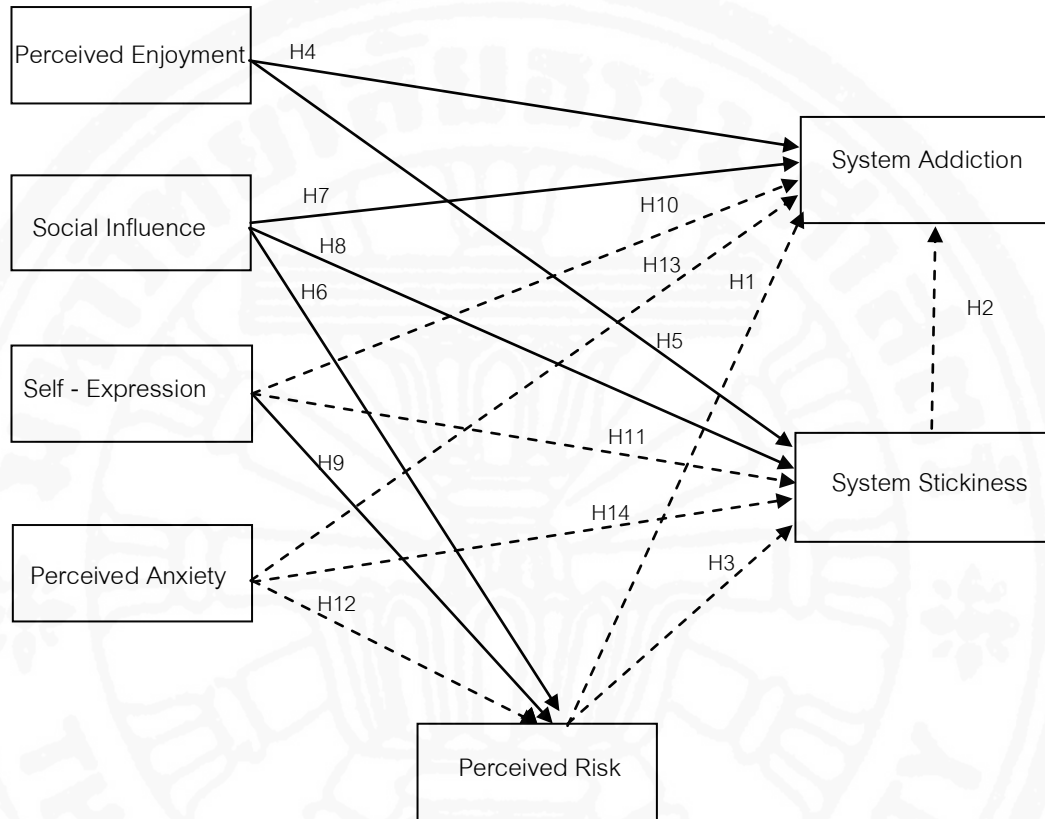 Perceived Enjoyment
H4
System Addiction
H7
Social Influence
H10
H8
H13
H1
H6
H2
H5
Self - Expression
H11
H9
System Stickiness
H14
H3
Perceived Anxiety
H12
Perceived Risk